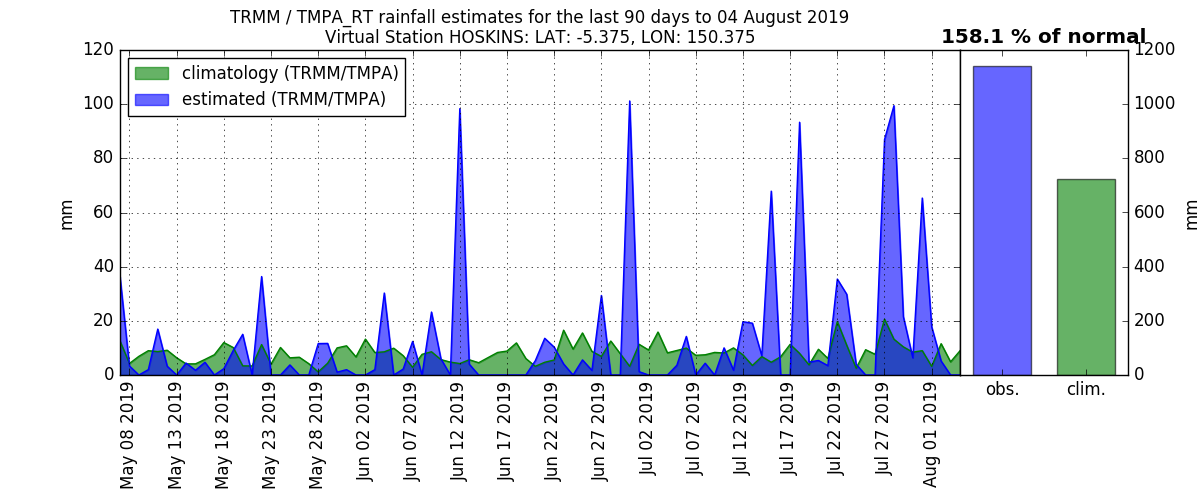 TRMM / TMPA_RT rainfall estimates for the last 90 days to 04 August 2019
Virtual Station HOSKINS: LAT: -5.375, LON: 150.375
158.1 % of normal
climatology (TRMM/TMPA)
estimated (TRMM/TMPA)
mm
120
100
80
60
40
20
0
May 08 2019
May 13 2019
May 18 2019
May 23 2019
May 28 2019
Jun 02 2019
Jun 07 2019
Jun 12 2019
Jun 17 2019
Jun 22 2019
Jun 27 2019
Jul 02 2019
Jul 07 2019
Jul 12 2019
Jul 17 2019
Jul 22 2019
Jul 27 2019
Aug 01 2019
obs.
clim.
1200
1000
800
600
400
200
0
mm